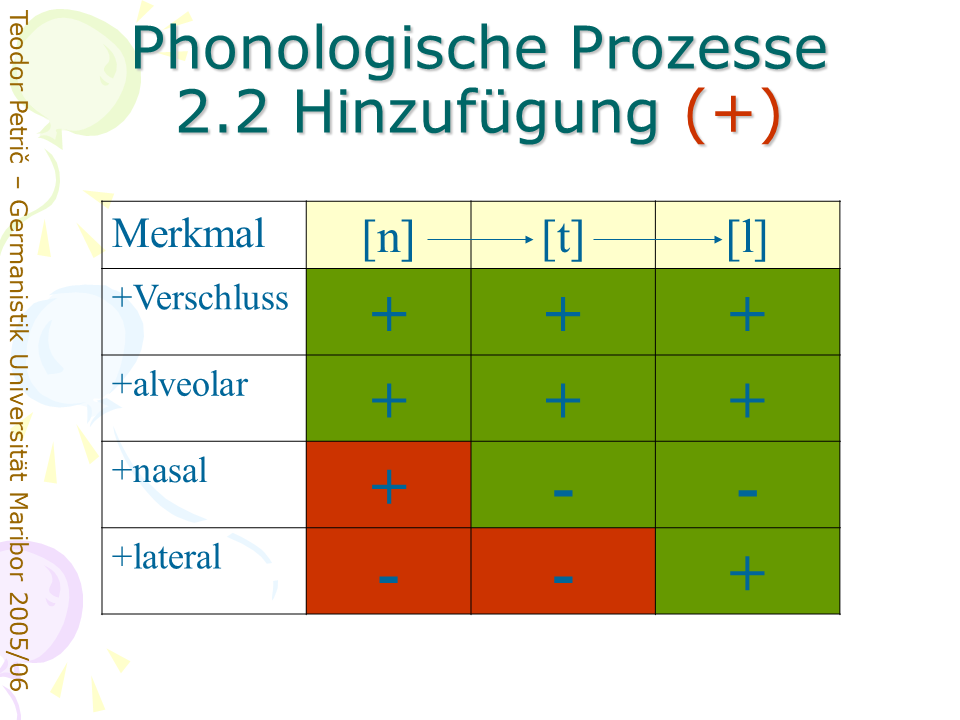 Phonologische Prozesse
2.2 Hinzufügung (+)
Merkmal [n] [t] [l]
+Verschluss + + +
+alveolar + + +
+nasal + - -
+lateral - - +
Teodor Petrič – Germanistik Universität Maribor 2005/06